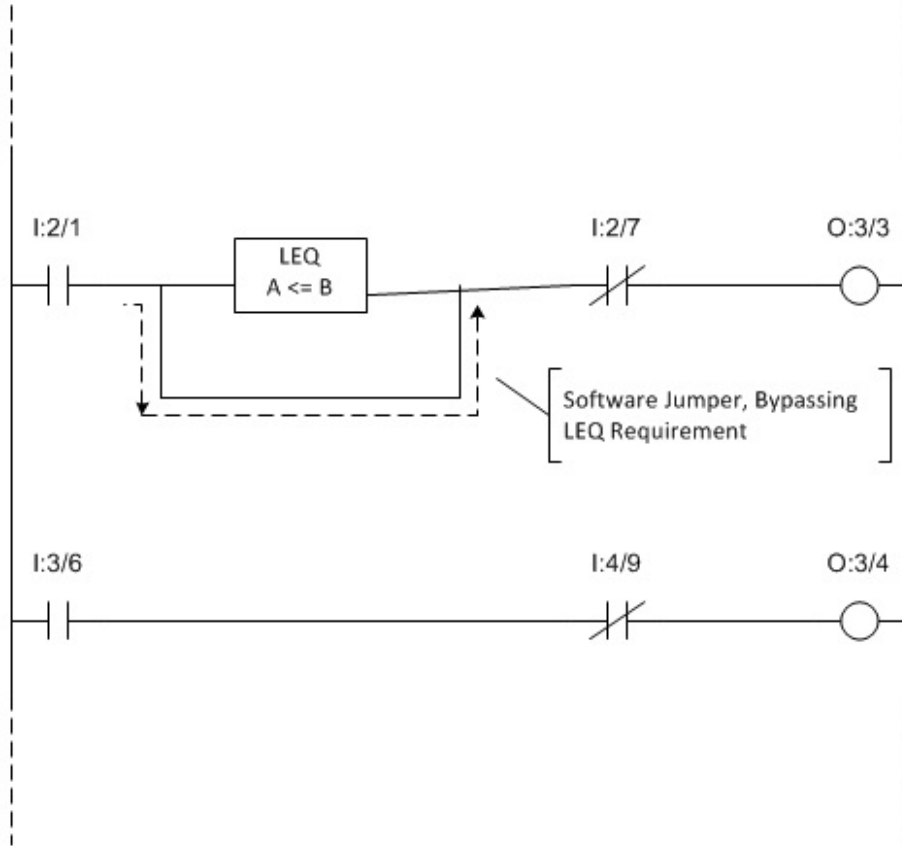 I:2/1
I:2/7
O:3/3
LEQ
A <= B
Software Jumper, Bypassing
LEQ Requirement
I:3/6
I:4/9
O:3/4